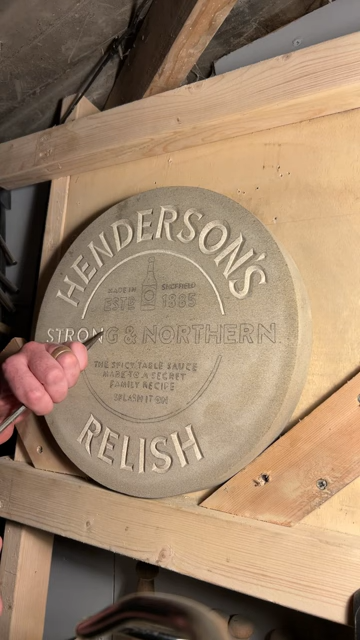 HENDERSON'S
MADE IN SHEFFIELD
ESTD 1885
STRONG & NORTHERN
THE SPICY TABLE SAUCE
MADE TO A SECRET
FAMILY RECIPE
SPLASH IT ON
RELISH